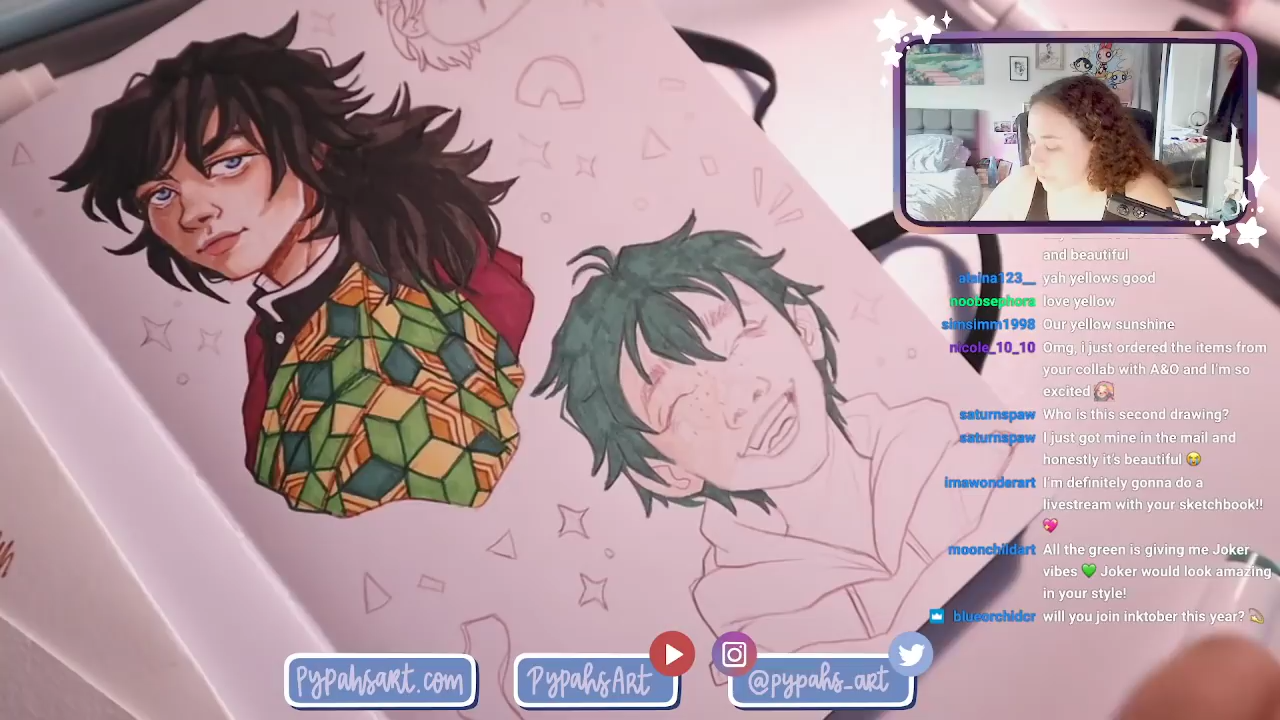 and beautiful
alaina123__ yah yellows good
noobsephora love yellow
simsimm1998 Our yellow sunshine
nicole_10_10 Omg, i just ordered the items from
your collab with A&O and I'm so
excited
saturnspaw Who is this second drawing?
saturnspaw I just got mine in the mail and
honestly it's beautiful 😭
imawonderart I'm definitely gonna do a
livestream with your sketchbook!!
💖
moonchildart All the green is giving me Joker
vibes 💚 Joker would look amazing
in your style!
blueorchidcr will you join inktober this year?
Pypahsart.com
PypahsArt
@pypahs_art